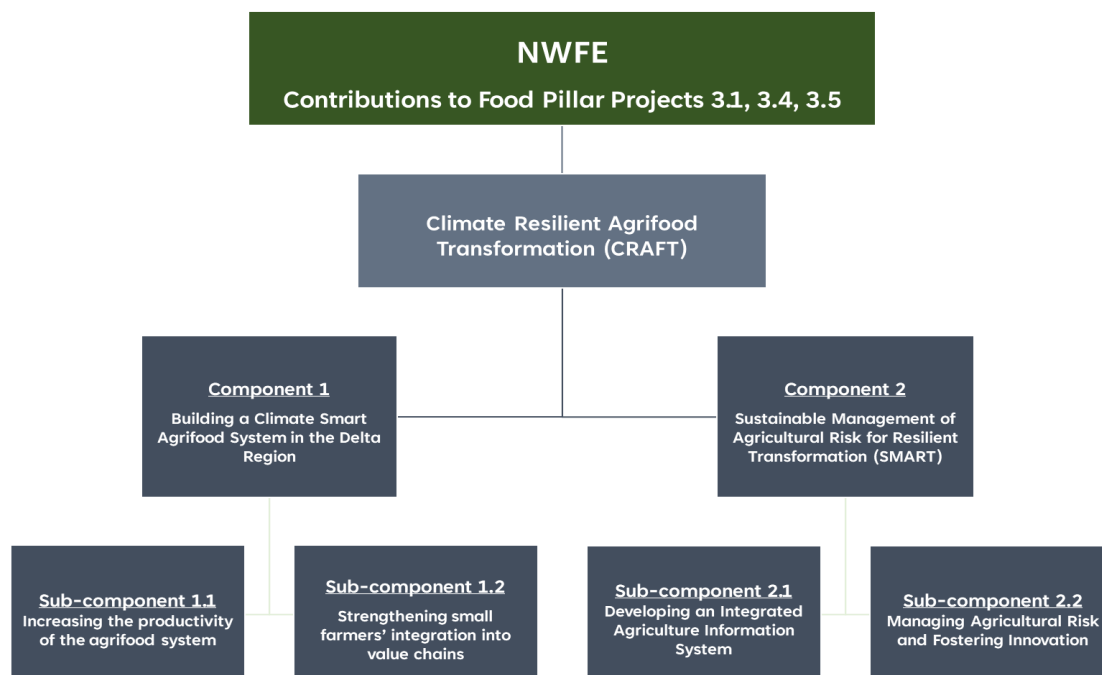 NWFE
Contributions to Food Pillar Projects 3.1, 3.4, 3.5
Climate Resilient Agrifood
Transformation (CRAFT)
Component 1
Building a Climate Smart
Agrifood System in the Delta
Region
Component 2
Sustainable Management of
Agricultural Risk for Resilient
Transformation (SMART)
Sub-component 1.1
Increasing the productivity
of the agrifood system
Sub-component 1.2
Strengthening small
farmers’ integration into
value chains
Sub-component 2.1
Developing an Integrated
Agriculture Information
System
Sub-component 2.2
Managing Agricultural Risk
and Fostering Innovation